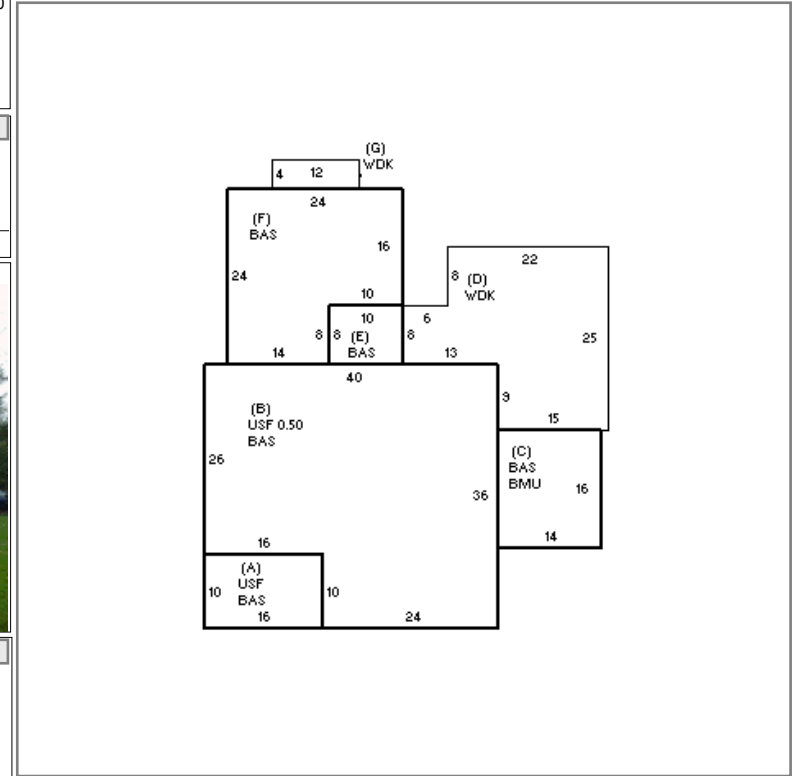 (G)
WDK
4 12
24
(F)
BAS
16
24
22
8 (D)
WDK
10
10 6
8 8 (E) 8
BAS
25
14 13
40
9
(B)
USF 0.50
BAS
15
26
(C)
BAS
BMU
16
36
14
16
(A)
USF
BAS
10 10
16 24